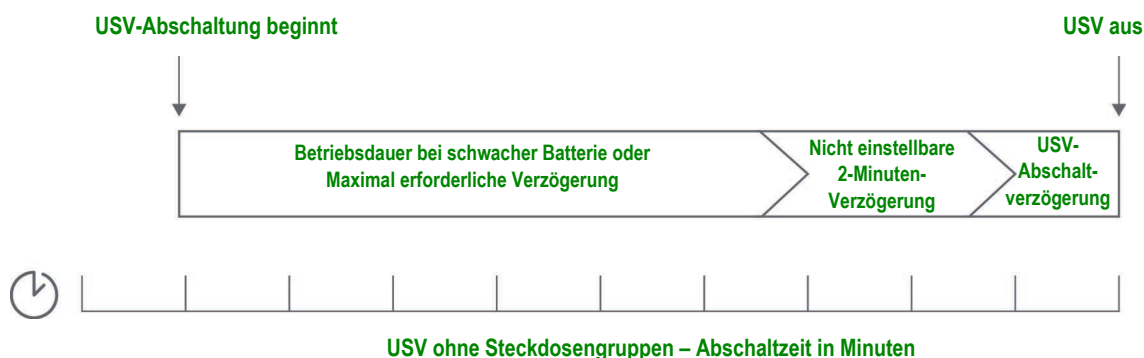 USV-Abschaltung beginnt
USV aus
Betriebsdauer bei schwacher Batterie oder
Maximal erforderliche Verzögerung
Nicht einstellbare
2-Minuten-
Verzögerung
USV-
Abschalt-
verzögerung
USV ohne Steckdosengruppen – Abschaltzeit in Minuten